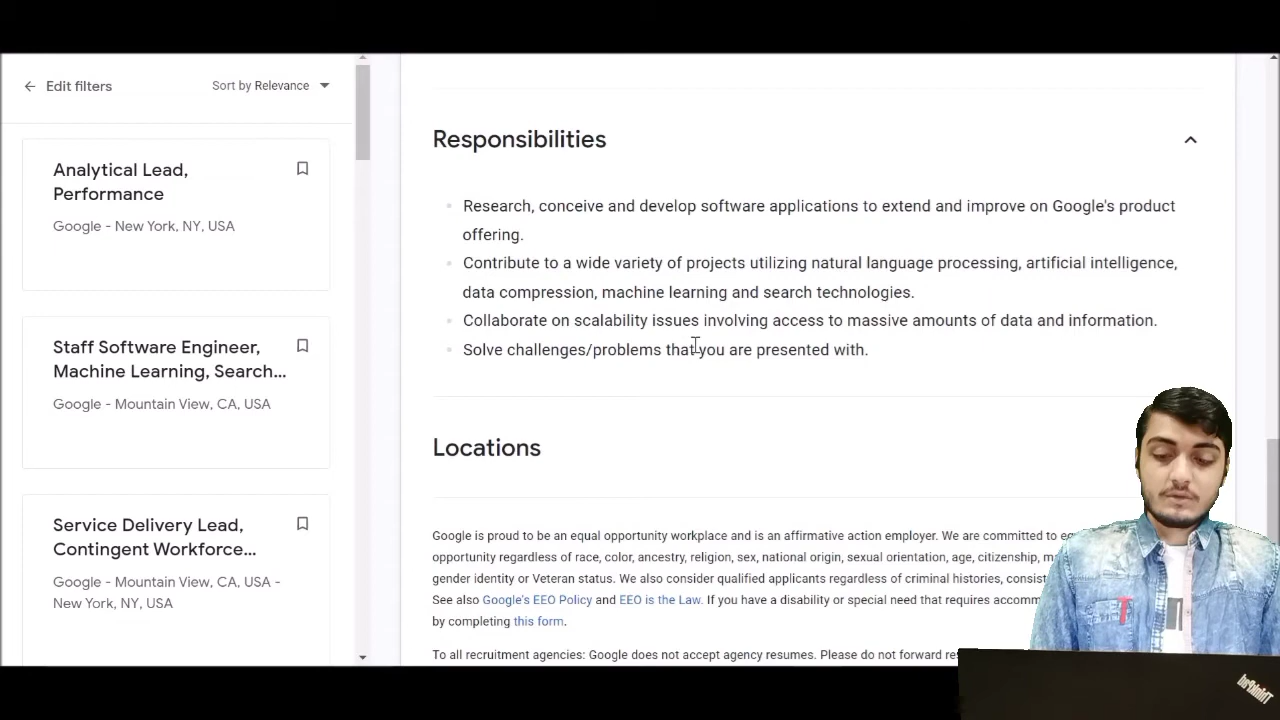 Edit filters
Sort by Relevance
Analytical Lead,
Performance
Google - New York, NY, USA
Staff Software Engineer,
Machine Learning, Search...
Google - Mountain View, CA, USA
Service Delivery Lead,
Contingent Workforce...
Google - Mountain View, CA, USA -
New York, NY, USA
Responsibilities
Research, conceive and develop software applications to extend and improve on Google's product
offering.
Contribute to a wide variety of projects utilizing natural language processing, artificial intelligence,
data compression, machine learning and search technologies.
Collaborate on scalability issues involving access to massive amounts of data and information.
Solve challenges/problems that you are presented with.
Locations
Google is proud to be an equal opportunity workplace and is an affirmative action employer. We are committed to
opportunity regardless of race, color, ancestry, religion, sex, national origin, sexual orientation, age, citizenship,
gender identity or Veteran status. We also consider qualified applicants regardless of criminal histories,
See also Google's EEO Policy and EEO is the Law. If you have a disability or special need that requires
by completing this form.
To all recruitment agencies: Google does not accept agency resumes. Please do not forward
ThinkPad